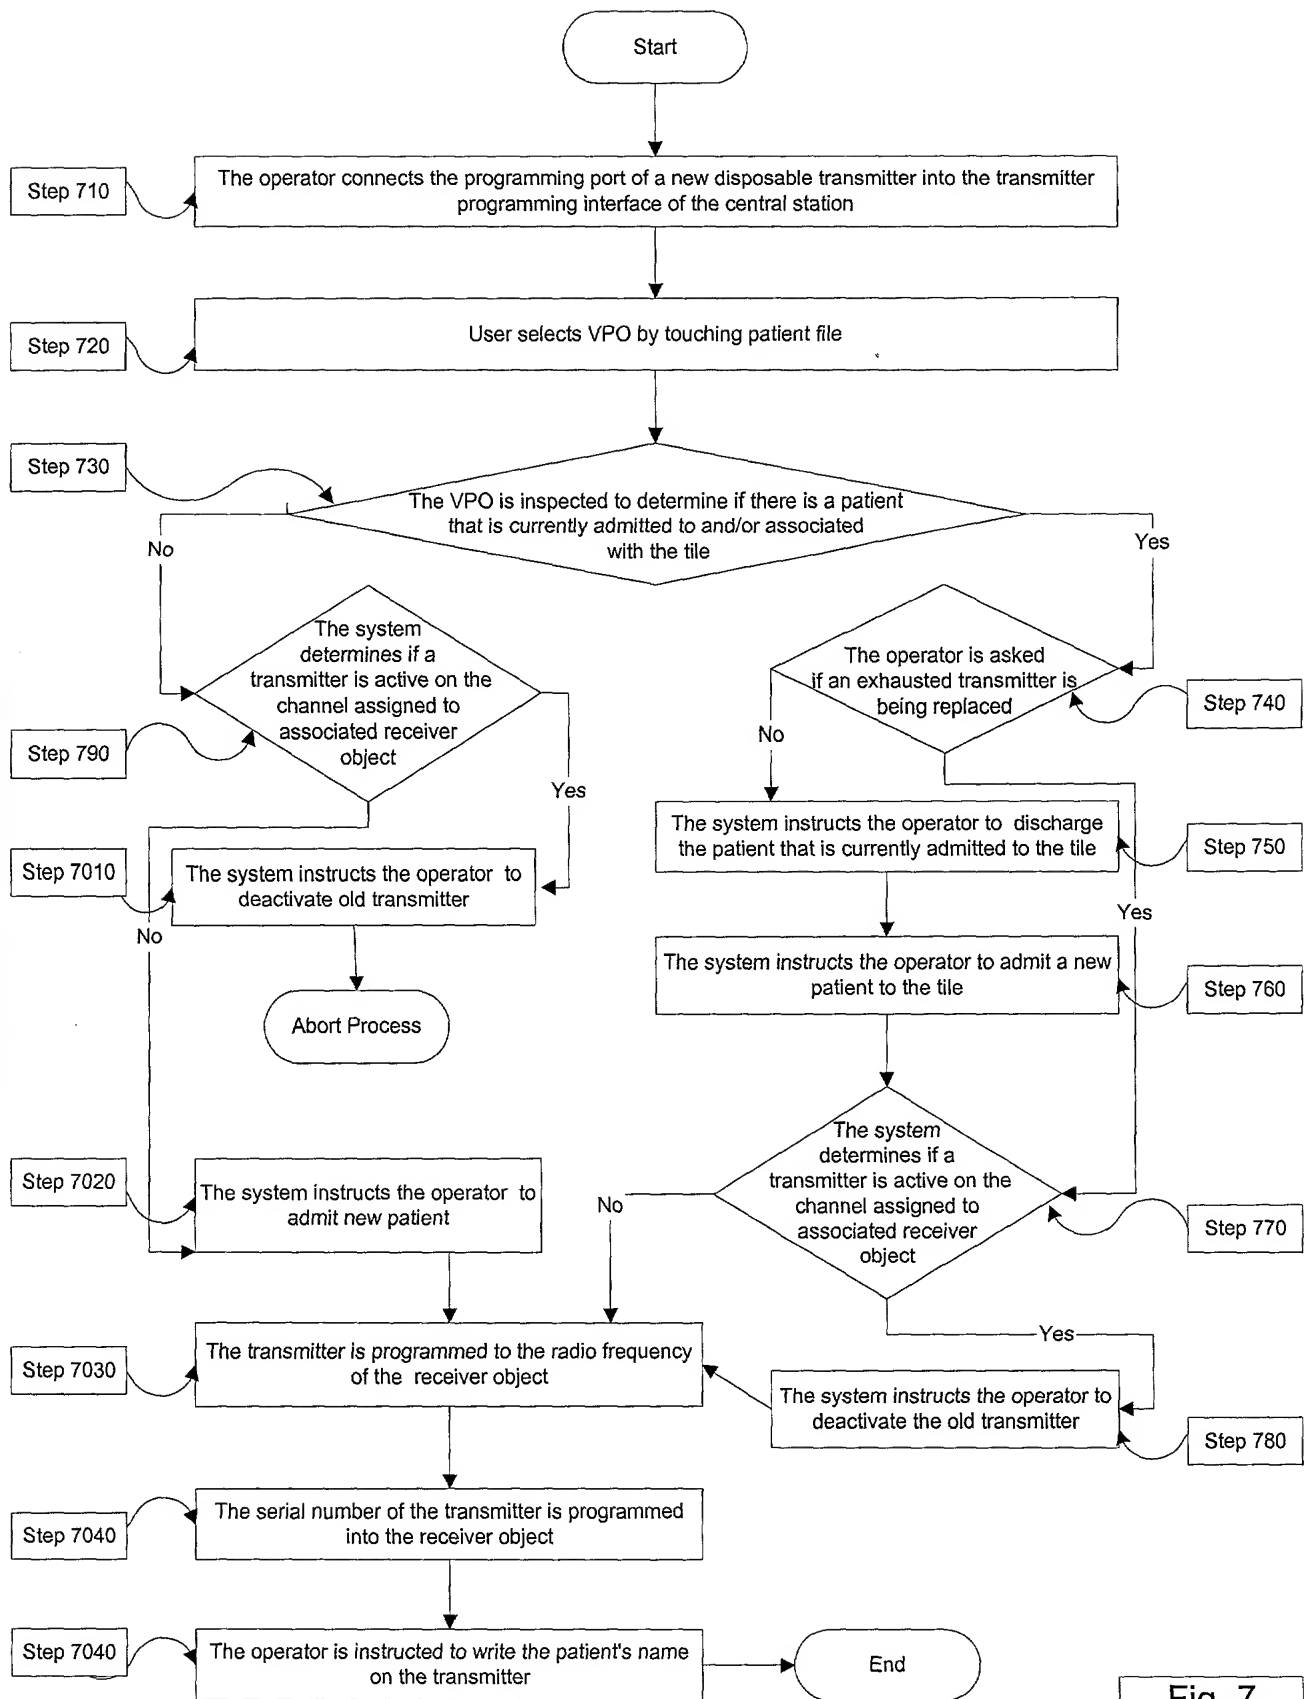 Start
Step 710
The operator connects the programming port of a new disposable transmitter into the transmitter
programming interface of the central station
Step 720
User selects VPO by touching patient file
Step 730
The VPO is inspected to determine if there is a patient
that is currently admitted to and/or associated
with the tile
No
Yes
The system
determines if a
transmitter is active on the
channel assigned to
associated receiver
object
Step 790
The operator is asked
if an exhausted transmitter is
being replaced
Step 740
No
Yes
The system instructs the operator to discharge
the patient that is currently admitted to the tile
Step 750
Step 7010
The system instructs the operator to
deactivate old transmitter
Yes
No
The system instructs the operator to admit a new
patient to the tile
Step 760
Abort Process
The system
determines if a
transmitter is active on the
channel assigned to
associated receiver
object
Step 770
Step 7020
The system instructs the operator to
admit new patient
No
Yes
Step 7030
The transmitter is programmed to the radio frequency
of the receiver object
The system instructs the operator to
deactivate the old transmitter
Step 780
Step 7040
The serial number of the transmitter is programmed
into the receiver object
Step 7040
The operator is instructed to write the patient's name
on the transmitter
End
Fig. 7